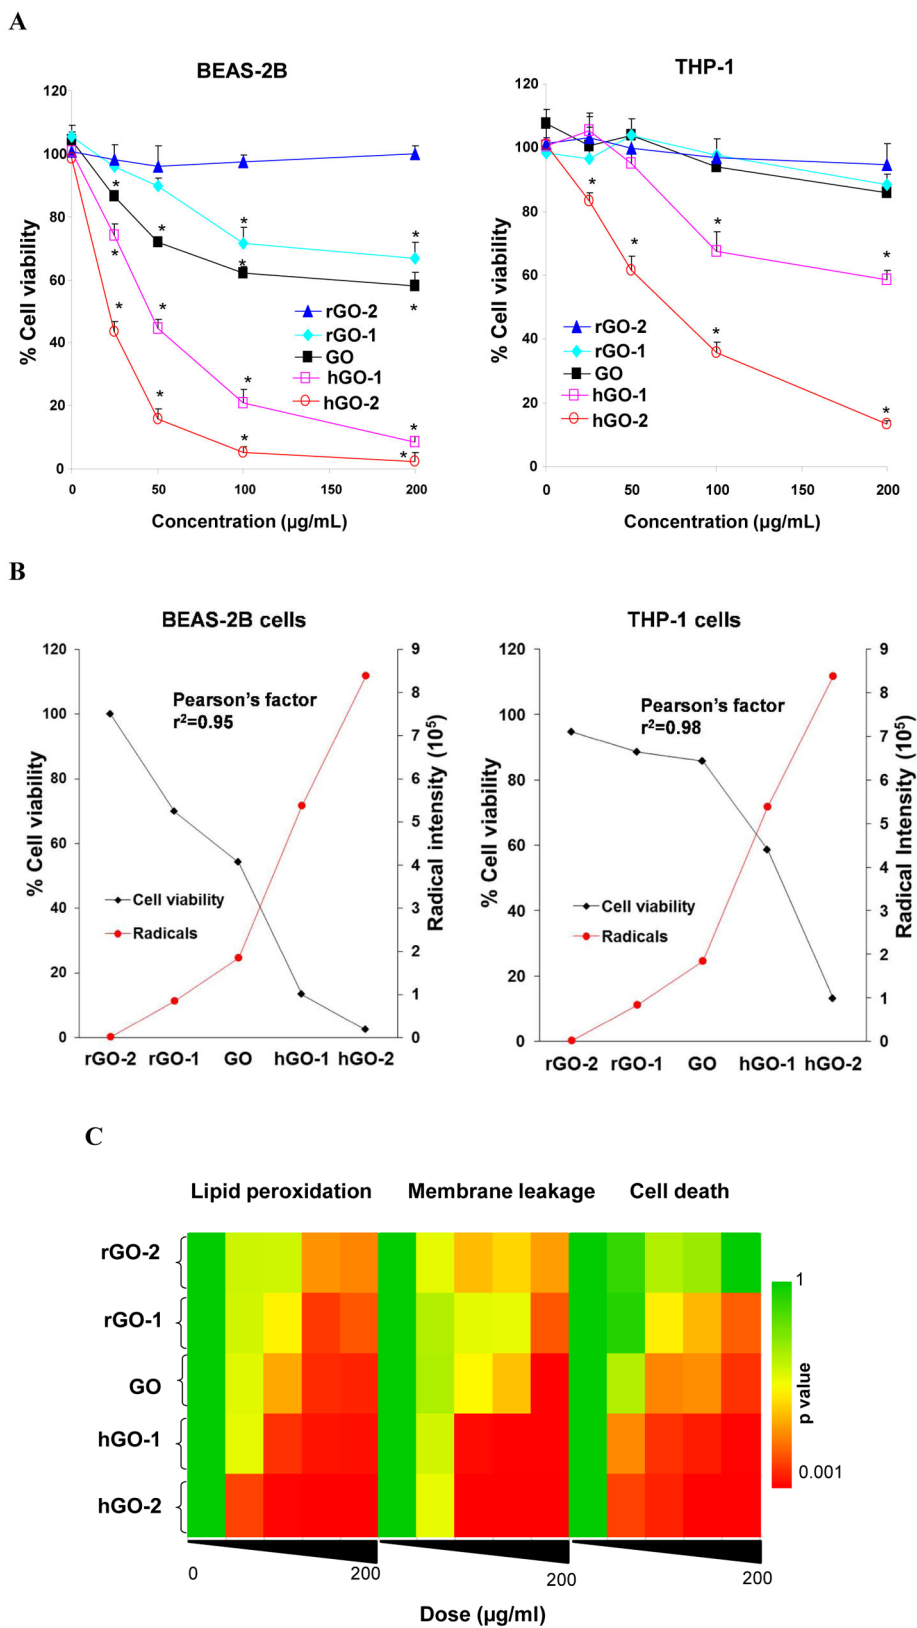 A
BEAS-2B
% Cell viability
120
100
80
60
40
20
0
0 50 100 150 200
Concentration (µg/mL)
* * * * * * * * * * * * * * *
rGO-2
rGO-1
GO
hGO-1
hGO-2
THP-1
% Cell viability
120
100
80
60
40
20
0
0 50 100 150 200
Concentration (µg/mL)
* * * * * *
rGO-2
rGO-1
GO
hGO-1
hGO-2
B
BEAS-2B cells
Pearson's factor
r²=0.95
% Cell viability
120
100
80
60
40
20
0
Radical intensity (10⁵)
9
8
7
6
5
4
3
2
1
0
Cell viability
Radicals
rGO-2 rGO-1 GO hGO-1 hGO-2
THP-1 cells
Pearson's factor
r²=0.98
% Cell viability
120
100
80
60
40
20
0
Radical Intensity (10⁵)
9
8
7
6
5
4
3
2
1
0
Cell viability
Radicals
rGO-2 rGO-1 GO hGO-1 hGO-2
C
Lipid peroxidation Membrane leakage Cell death
rGO-2
rGO-1
GO
hGO-1
hGO-2
1
p value
0.001
0 200 200 200
Dose (µg/ml)